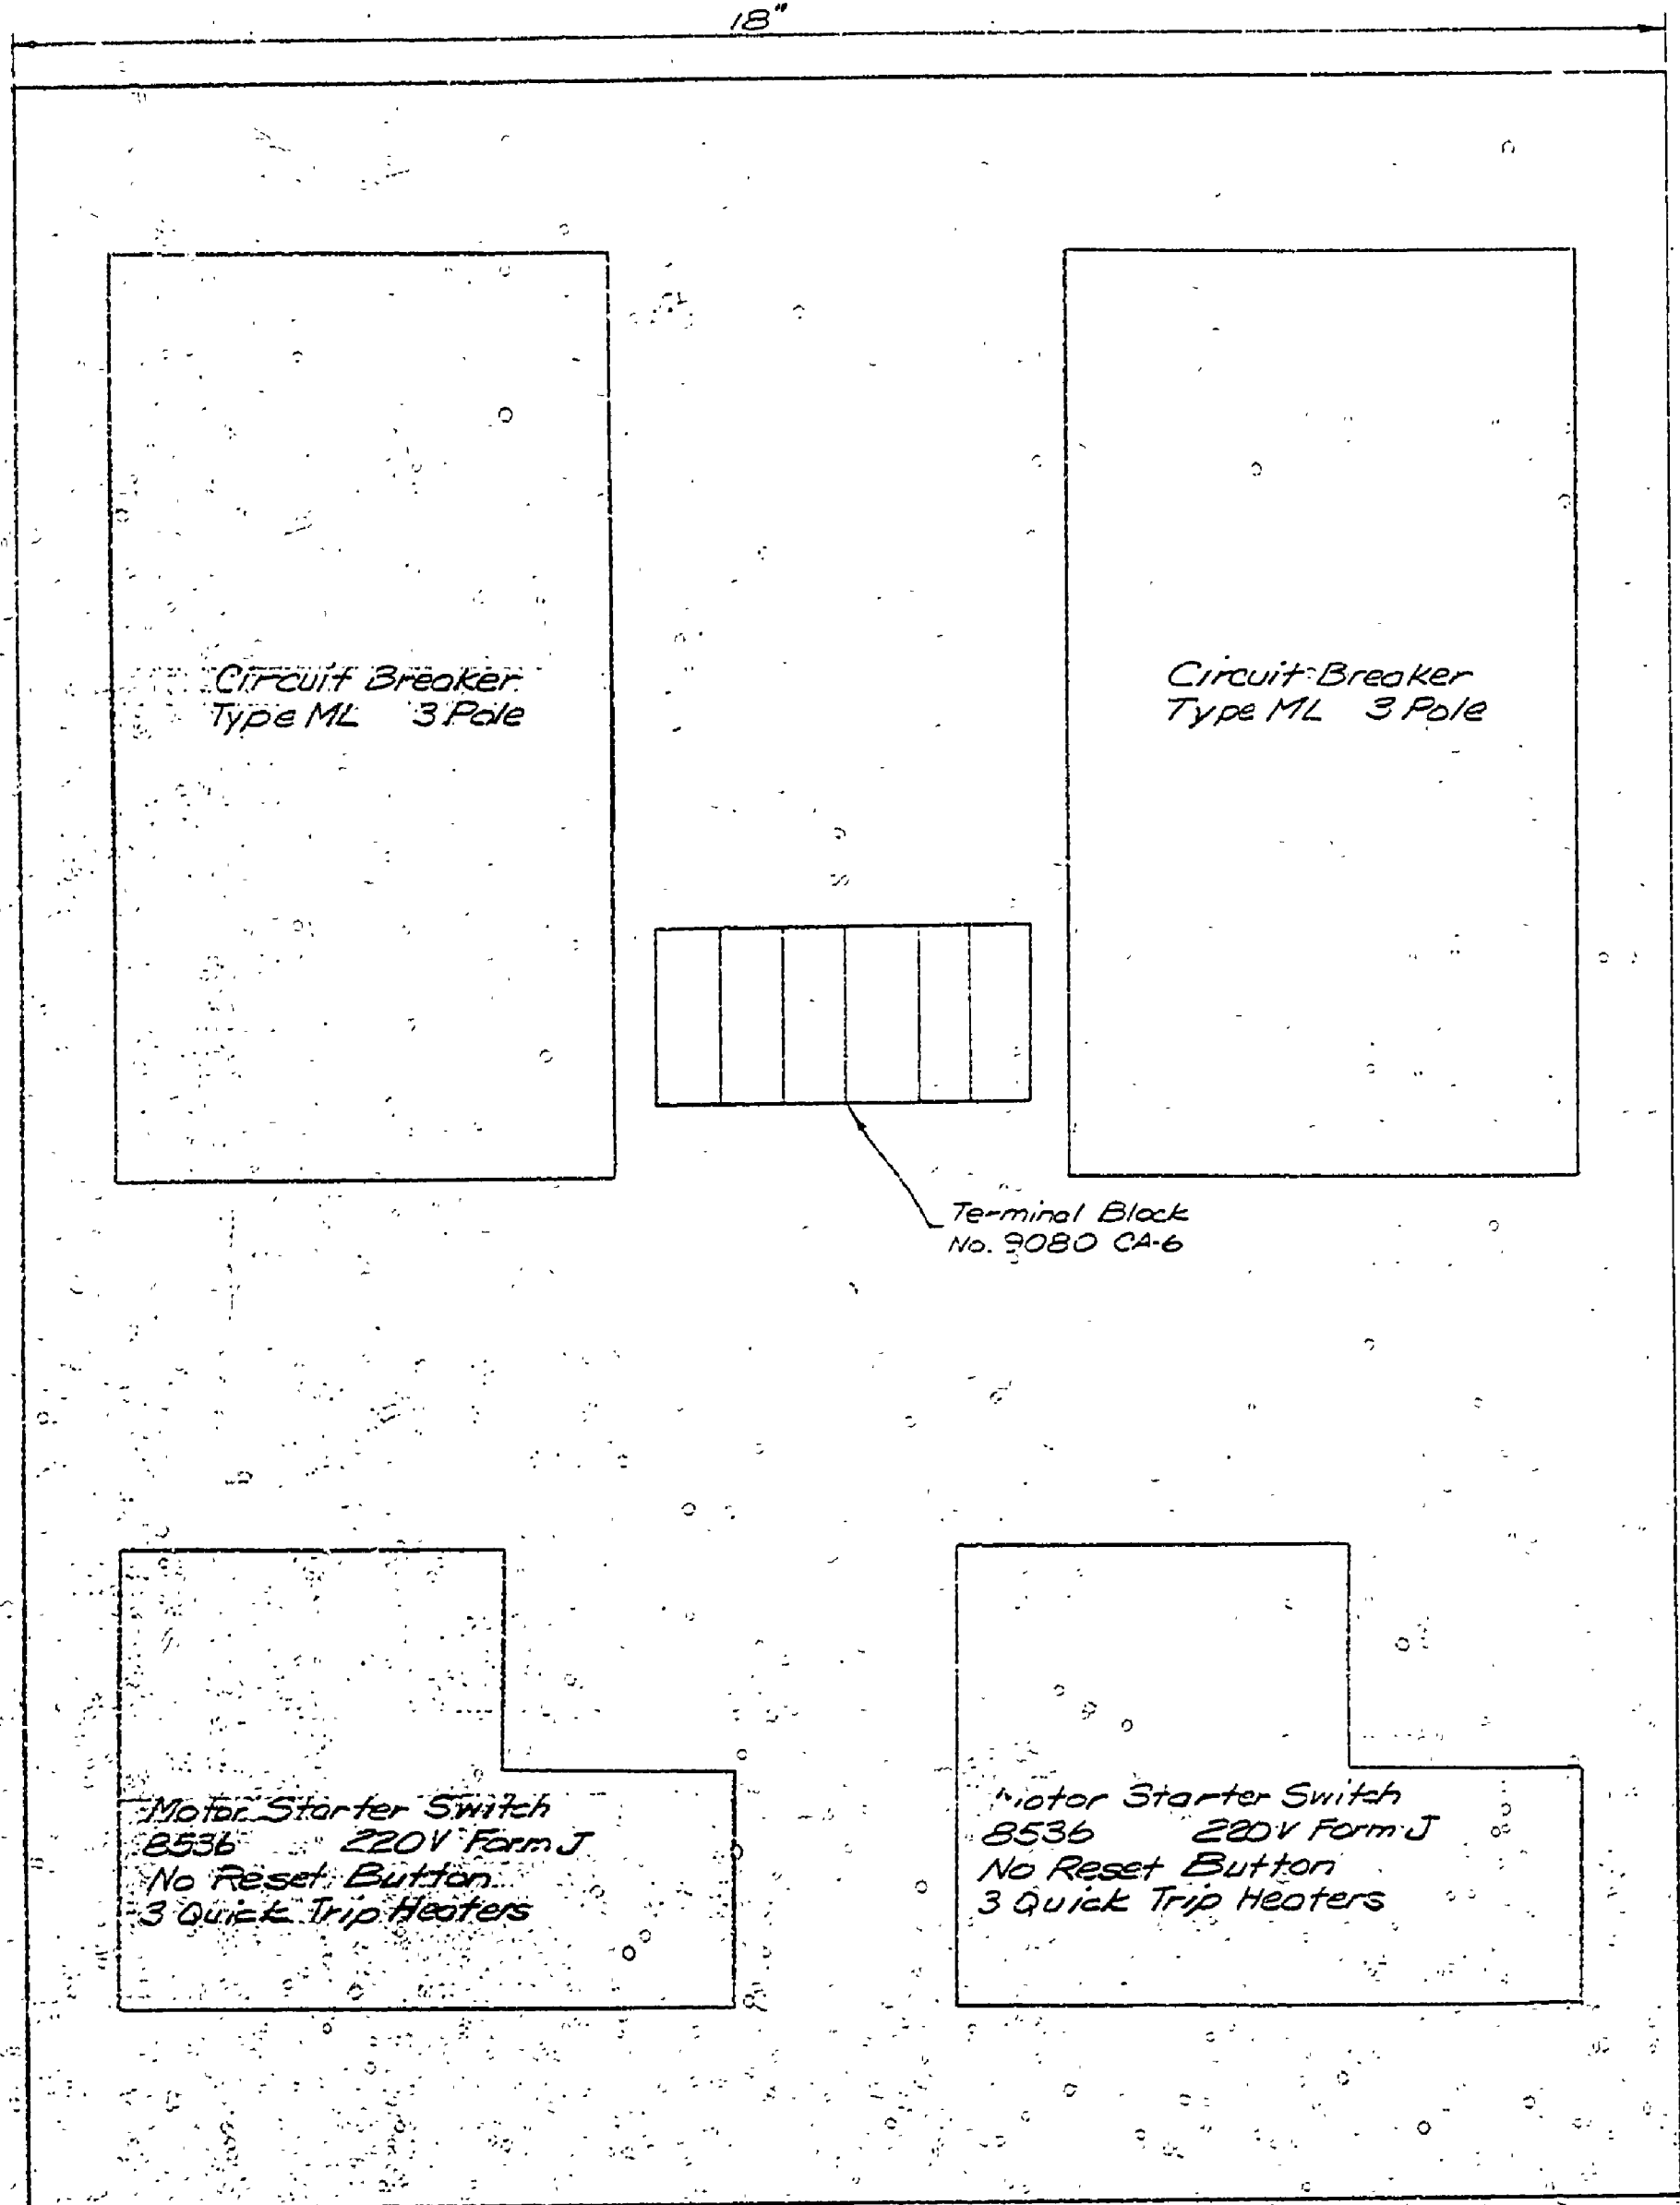 18"
Circuit Breaker
Type ML 3 Pole
Circuit Breaker
Type ML 3 Pole
Terminal Block
No. 9080 CA-6
Motor Starter Switch
8536 220V Form J
No Reset Button
3 Quick Trip Heaters
Motor Starter Switch
8536 220V Form J
No Reset Button
3 Quick Trip Heaters